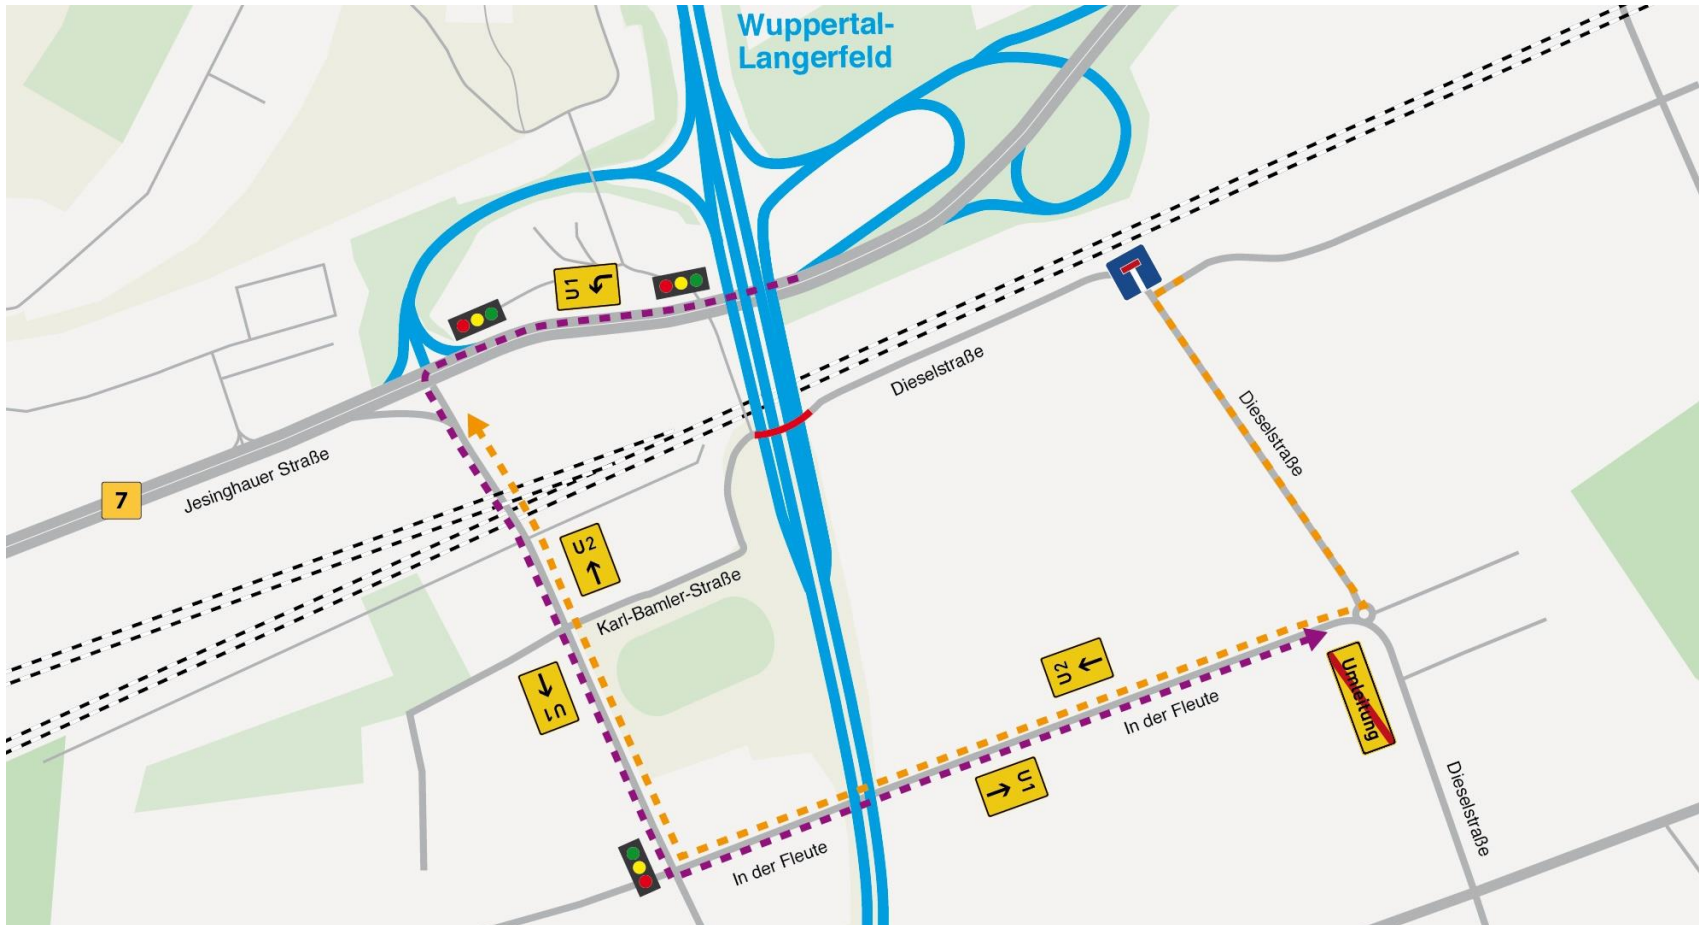 Wuppertal-
Langerfeld
U1
Dieselstraße
Dieselstraße
Jesinghauer Straße
7
U2
Karl-Bamler-Straße
U1
U2
In der Fleute
Umleitung
U1
In der Fleute
Dieselstraße